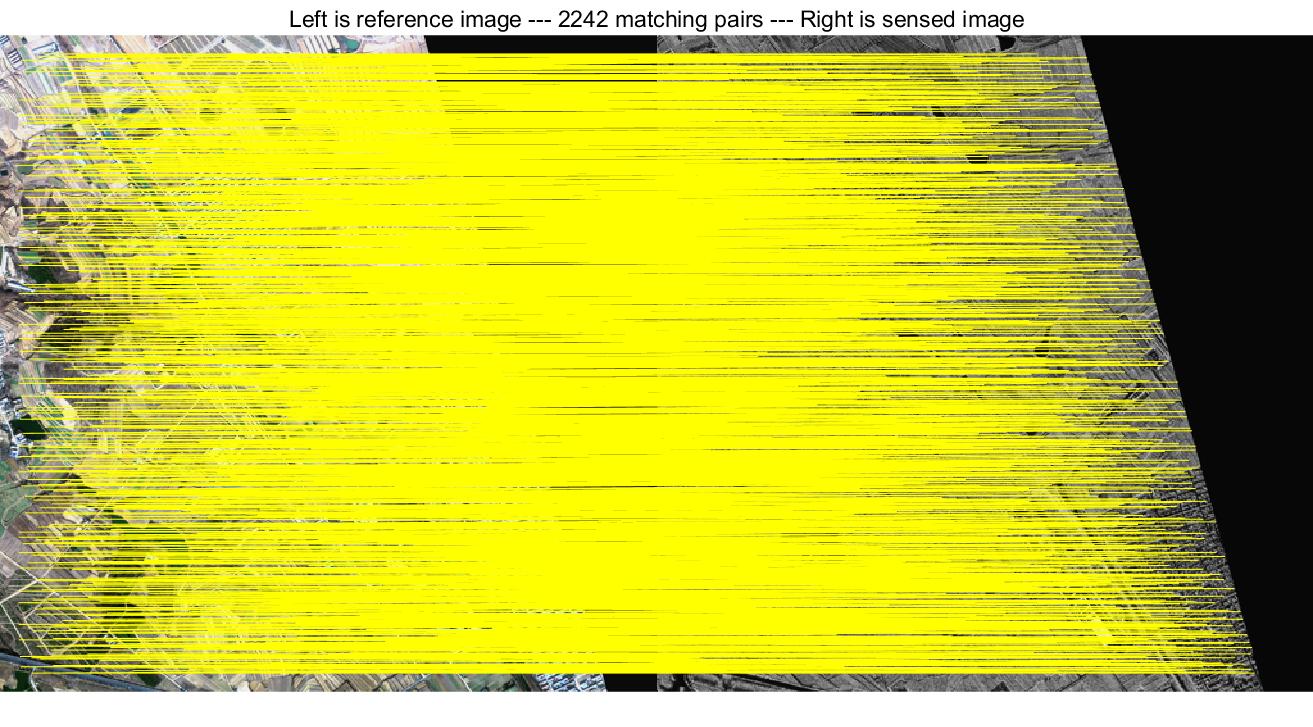 Left is reference image --- 2242 matching pairs --- Right is sensed image